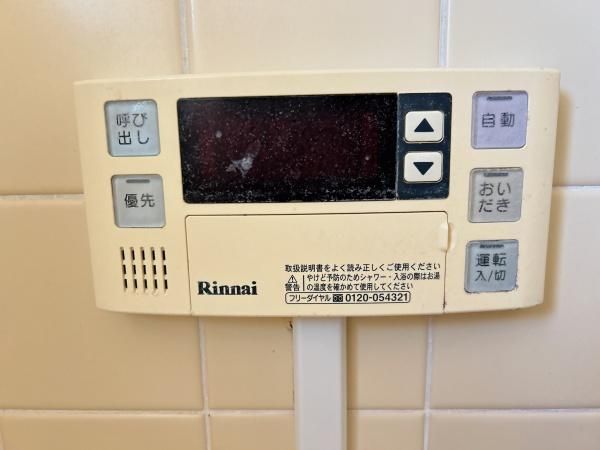 呼び
出し
優先
自動
おい
だき
運転
入/切
▲
▼
Rinnai
取扱説明書をよく読み正しくご使用ください
警告
やけど予防のためシャワー・入浴の際はお湯
の温度を確かめて使用してください
フリーダイヤル 0120-054321